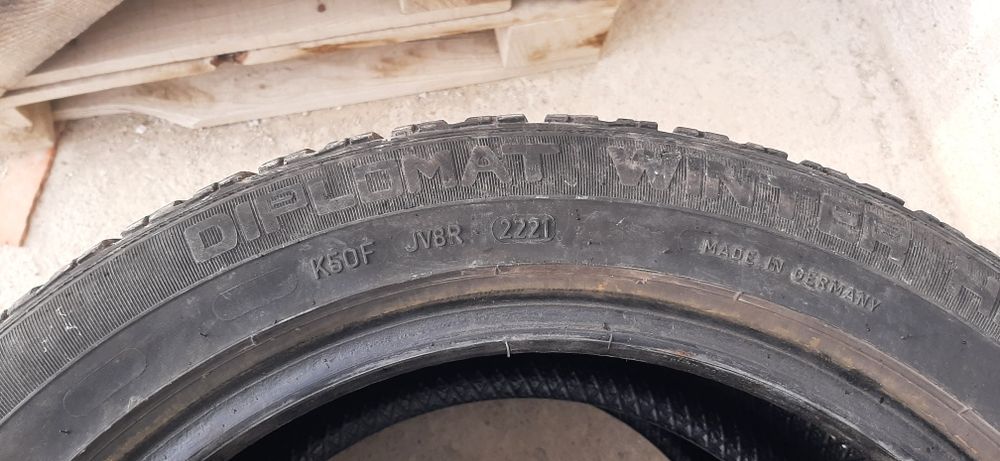 DIPLOMAT WINTER
K50F JV8R 2221 MADE IN GERMANY